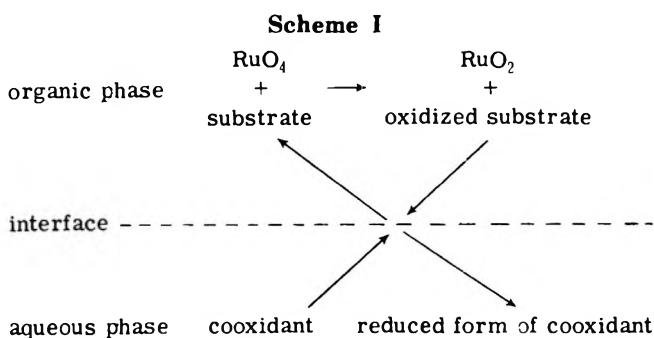 Scheme I
RuO4 RuO2
organic phase + → +
substrate oxidized substrate
interface
aqueous phase cooxidant reduced form of cooxidant